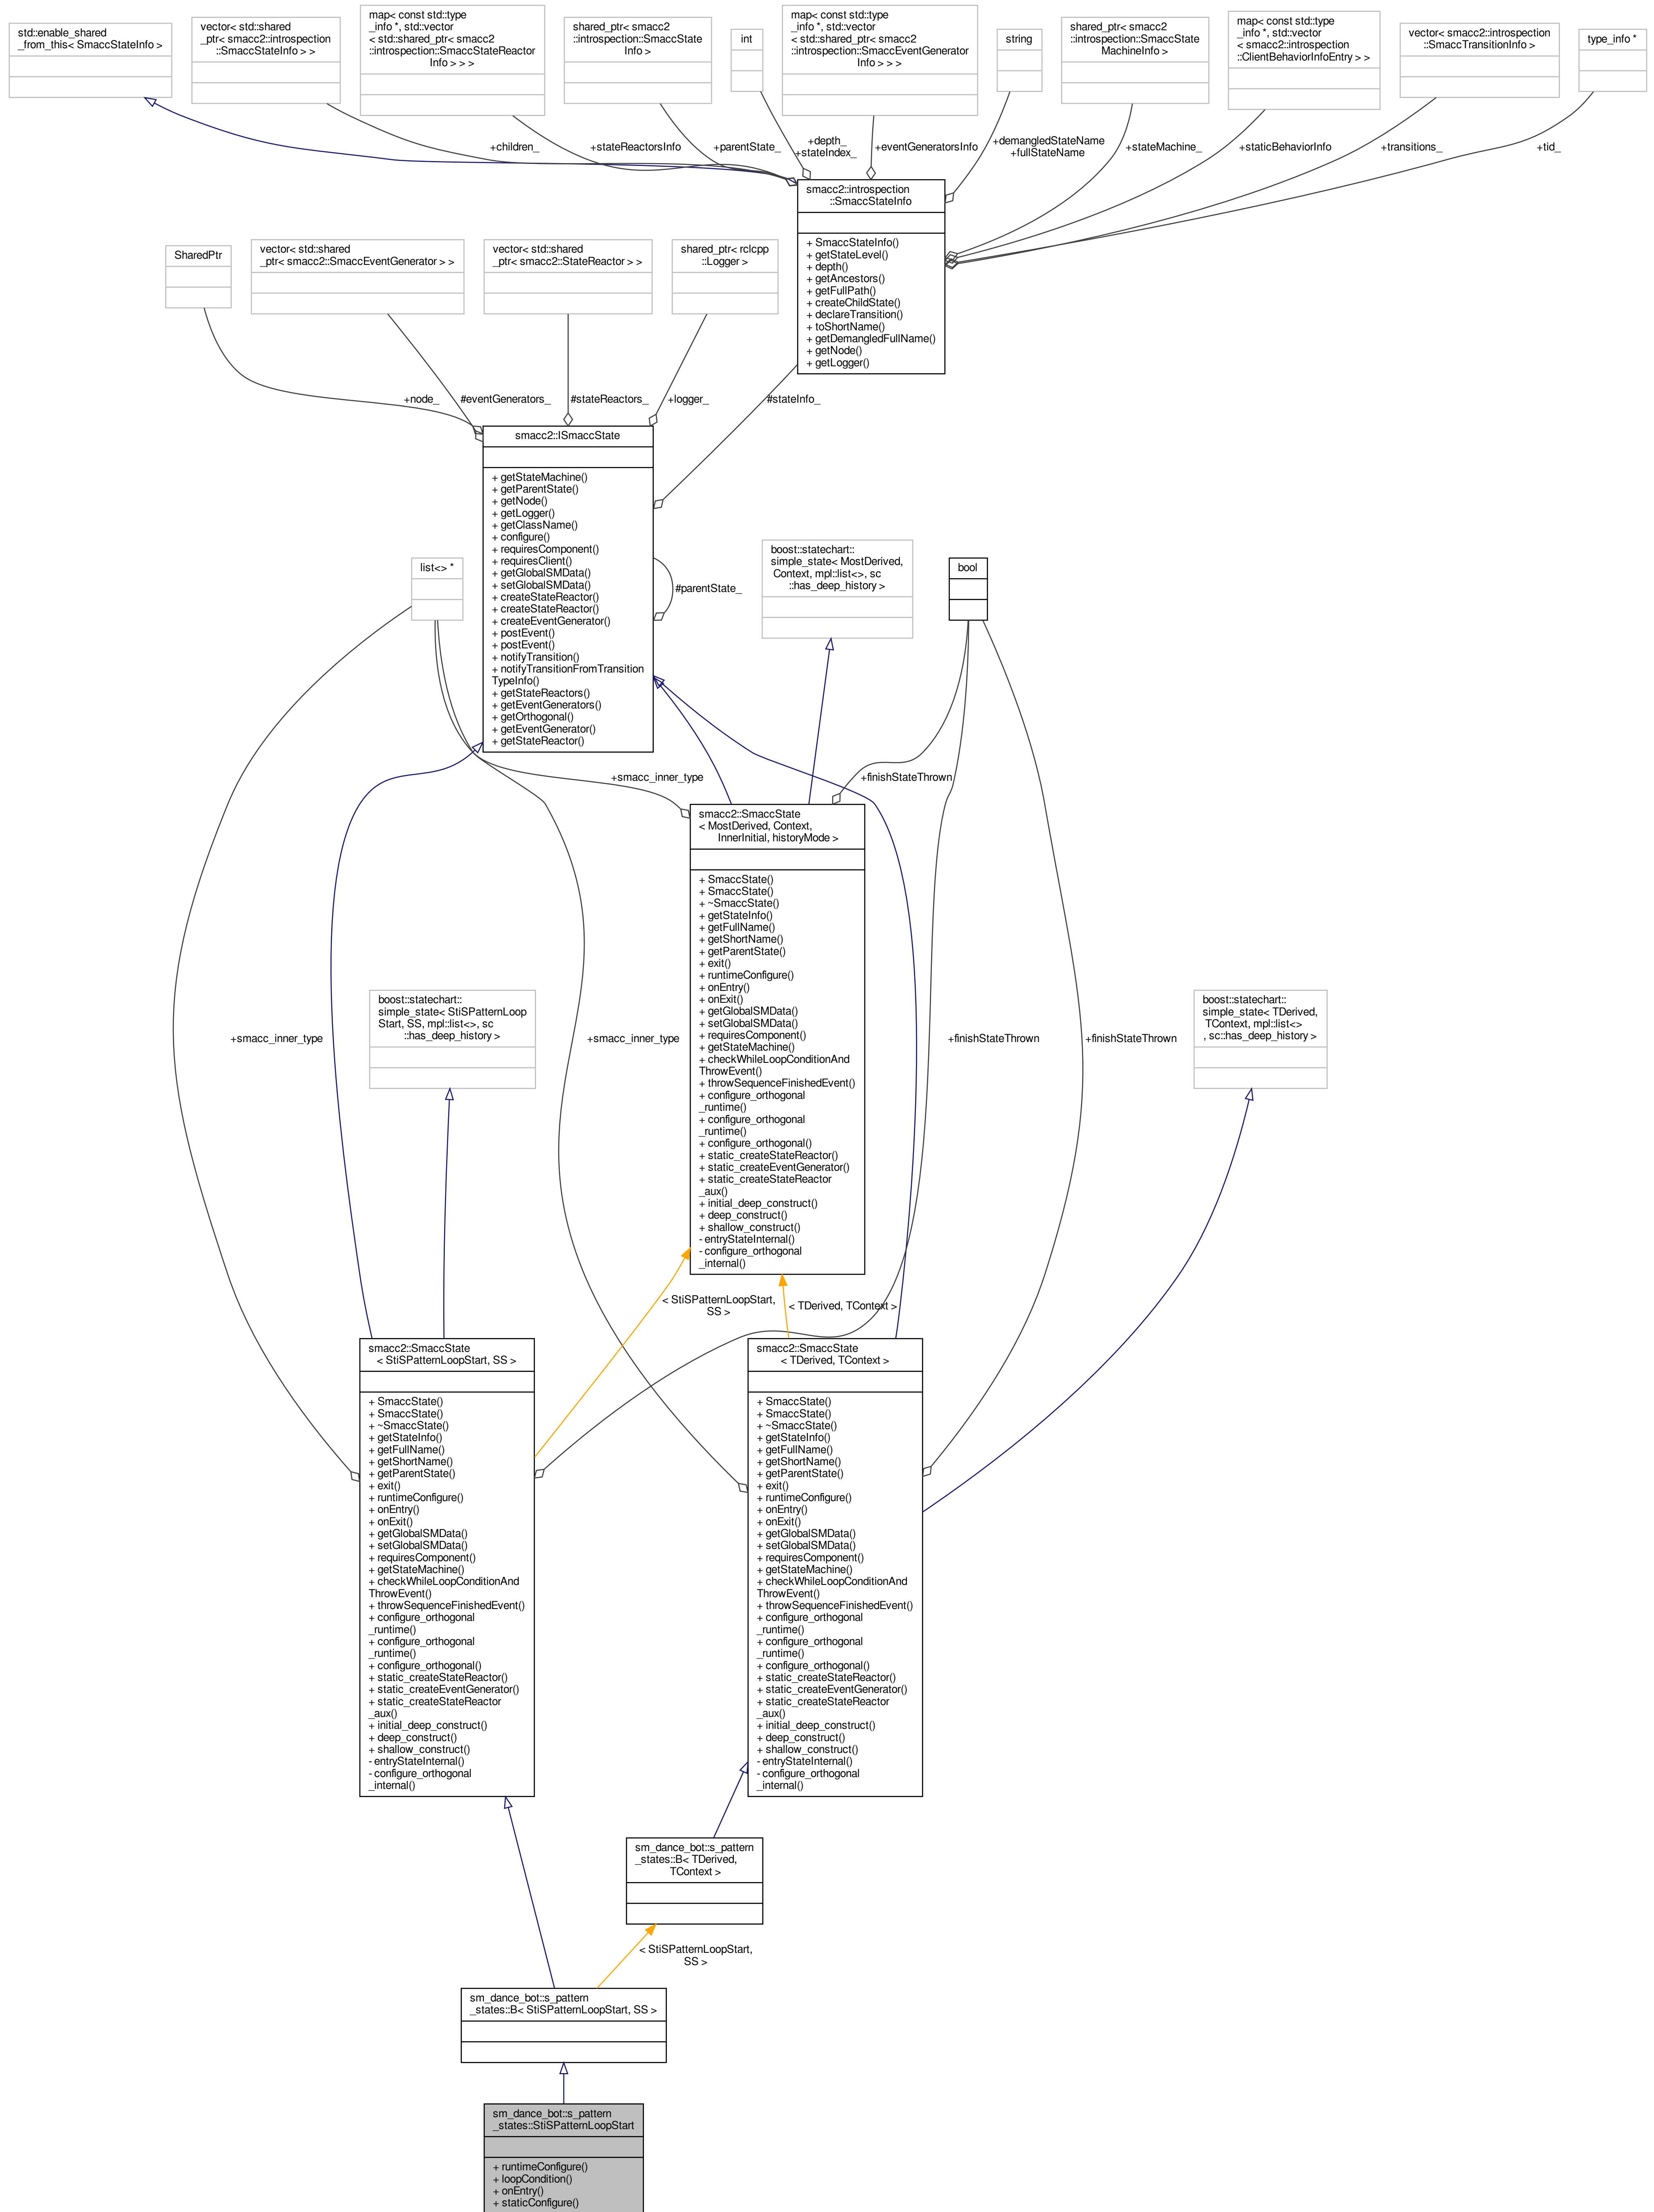 std::enable_shared
_from_this< SmaccStateInfo >
vector< std::shared
_ptr< smacc2::introspection
::SmaccStateInfo > >
map< const std::type
_info *, std::vector
< std::shared_ptr< smacc2
::introspection::SmaccStateReactor
Info > > >
shared_ptr< smacc2
::introspection::SmaccState
Info >
int
map< const std::type
_info *, std::vector
< std::shared_ptr< smacc2
::introspection::SmaccEventGenerator
Info > > >
string
shared_ptr< smacc2
::introspection::SmaccState
MachineInfo >
map< const std::type
_info *, std::vector
< smacc2::introspection
::ClientBehaviorInfoEntry > >
vector< smacc2::introspection
::SmaccTransitionInfo >
type_info *
+children_
+stateReactorsInfo
+parentState_
+depth_
+stateIndex_
+eventGeneratorsInfo
+demangledStateName
+fullStateName
+stateMachine_
+staticBehaviorInfo
+transitions_
+tid_
smacc2::introspection
::SmaccStateInfo
+ SmaccStateInfo()
+ getStateLevel()
+ depth()
+ getAncestors()
+ getFullPath()
+ createChildState()
+ declareTransition()
+ toShortName()
+ getDemangledFullName()
+ getNode()
+ getLogger()
SharedPtr
vector< std::shared
_ptr< smacc2::SmaccEventGenerator > >
vector< std::shared
_ptr< smacc2::StateReactor > >
shared_ptr< rclcpp
::Logger >
+node_
#eventGenerators_
#stateReactors_
+logger_
#stateInfo_
smacc2::ISmaccState
+ getStateMachine()
+ getParentState()
+ getNode()
+ getLogger()
+ getClassName()
+ configure()
+ requiresComponent()
+ requiresClient()
+ getGlobalSMData()
+ setGlobalSMData()
+ createStateReactor()
+ createStateReactor()
+ createEventGenerator()
+ postEvent()
+ postEvent()
+ notifyTransition()
+ notifyTransitionFromTransition
TypeInfo()
+ getStateReactors()
+ getEventGenerators()
+ getOrthogonal()
+ getEventGenerator()
+ getStateReactor()
#parentState_
list<> *
boost::statechart::
simple_state< MostDerived,
Context, mpl::list<>, sc
::has_deep_history >
bool
+smacc_inner_type
+finishStateThrown
smacc2::SmaccState
< MostDerived, Context,
InnerInitial, historyMode >
+ SmaccState()
+ SmaccState()
+ ~SmaccState()
+ getStateInfo()
+ getFullName()
+ getShortName()
+ getParentState()
+ exit()
+ runtimeConfigure()
+ onEntry()
+ onExit()
+ getGlobalSMData()
+ setGlobalSMData()
+ requiresComponent()
+ getStateMachine()
+ checkWhileLoopConditionAnd
ThrowEvent()
+ throwSequenceFinishedEvent()
+ configure_orthogonal
_runtime()
+ configure_orthogonal
_runtime()
+ configure_orthogonal()
+ static_createStateReactor()
+ static_createEventGenerator()
+ static_createStateReactor
_aux()
+ initial_deep_construct()
+ deep_construct()
+ shallow_construct()
- entryStateInternal()
- configure_orthogonal
_internal()
boost::statechart::
simple_state< StiSPatternLoop
Start, SS, mpl::list<>, sc
::has_deep_history >
boost::statechart::
simple_state< TDerived,
TContext, mpl::list<>
, sc::has_deep_history >
+smacc_inner_type
+smacc_inner_type
+finishStateThrown
+finishStateThrown
< StiSPatternLoopStart,
SS >
< TDerived, TContext >
smacc2::SmaccState
< StiSPatternLoopStart, SS >
+ SmaccState()
+ SmaccState()
+ ~SmaccState()
+ getStateInfo()
+ getFullName()
+ getShortName()
+ getParentState()
+ exit()
+ runtimeConfigure()
+ onEntry()
+ onExit()
+ getGlobalSMData()
+ setGlobalSMData()
+ requiresComponent()
+ getStateMachine()
+ checkWhileLoopConditionAnd
ThrowEvent()
+ throwSequenceFinishedEvent()
+ configure_orthogonal
_runtime()
+ configure_orthogonal
_runtime()
+ configure_orthogonal()
+ static_createStateReactor()
+ static_createEventGenerator()
+ static_createStateReactor
_aux()
+ initial_deep_construct()
+ deep_construct()
+ shallow_construct()
- entryStateInternal()
- configure_orthogonal
_internal()
smacc2::SmaccState
< TDerived, TContext >
+ SmaccState()
+ SmaccState()
+ ~SmaccState()
+ getStateInfo()
+ getFullName()
+ getShortName()
+ getParentState()
+ exit()
+ runtimeConfigure()
+ onEntry()
+ onExit()
+ getGlobalSMData()
+ setGlobalSMData()
+ requiresComponent()
+ getStateMachine()
+ checkWhileLoopConditionAnd
ThrowEvent()
+ throwSequenceFinishedEvent()
+ configure_orthogonal
_runtime()
+ configure_orthogonal
_runtime()
+ configure_orthogonal()
+ static_createStateReactor()
+ static_createEventGenerator()
+ static_createStateReactor
_aux()
+ initial_deep_construct()
+ deep_construct()
+ shallow_construct()
- entryStateInternal()
- configure_orthogonal
_internal()
sm_dance_bot::s_pattern
_states::B< TDerived,
TContext >
< StiSPatternLoopStart,
SS >
sm_dance_bot::s_pattern
_states::B< StiSPatternLoopStart, SS >
sm_dance_bot::s_pattern
_states::StiSPatternLoopStart
+ runtimeConfigure()
+ loopCondition()
+ onEntry()
+ staticConfigure()